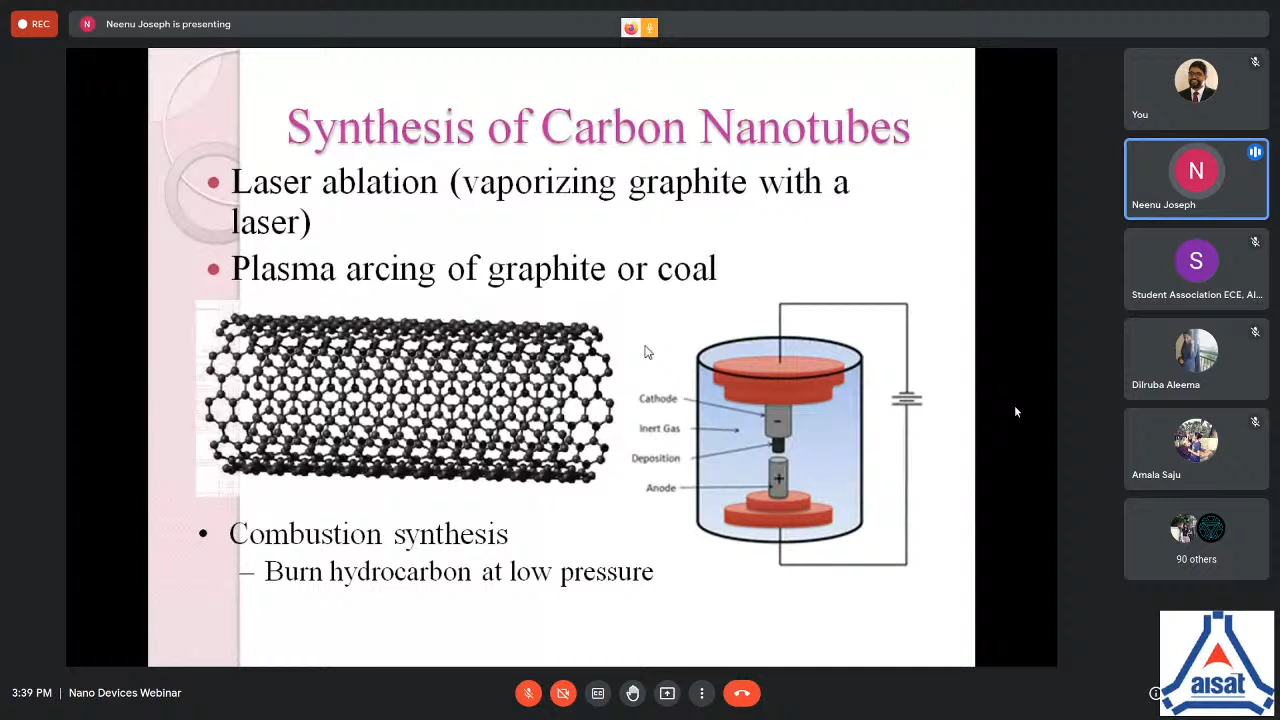 REC
N
Neenu Joseph is presenting
Synthesis of Carbon Nanotubes
Laser ablation (vaporizing graphite with a
laser)
Plasma arcing of graphite or coal
Cathode
Inert Gas
Deposition
Anode
-
+
• Combustion synthesis
– Burn hydrocarbon at low pressure
You
N
Neenu Joseph
S
Student Association ECE, AI...
Dilruba Aleema
Amala Saju
90 others
3:39 PM | Nano Devices Webinar
CC
aisat